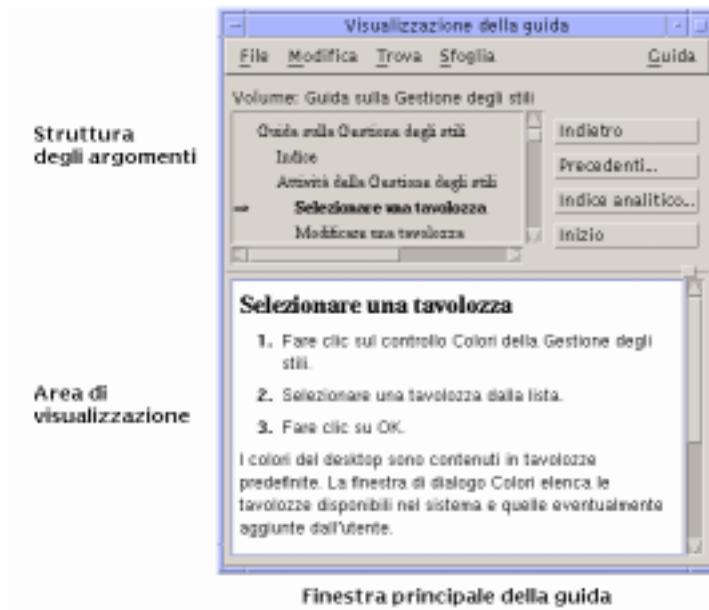 Visualizzazione della guida
File Modifica Trova Sfoglia Guida
Volume: Guida sulla Gestione degli stili
Struttura
degli argomenti
Guida sulla Gestione degli stili
Indice
Attività della Gestione degli stili
Selezionare una tavolozza
Modificare una tavolozza
Indietro
Precedenti...
Indice analitico...
Inizio
Area di
visualizzazione
Selezionare una tavolozza
1. Fare clic sul controllo Colori della Gestione degli
stili.
2. Selezionare una tavolozza dalla lista.
3. Fare clic su OK.
I colori del desktop sono contenuti in tavolozze
predefinite. La finestra di dialogo Colori elenca le
tavolozze disponibili nel sistema e quelle eventualmente
aggiunte dall'utente.
Finestra principale della guida